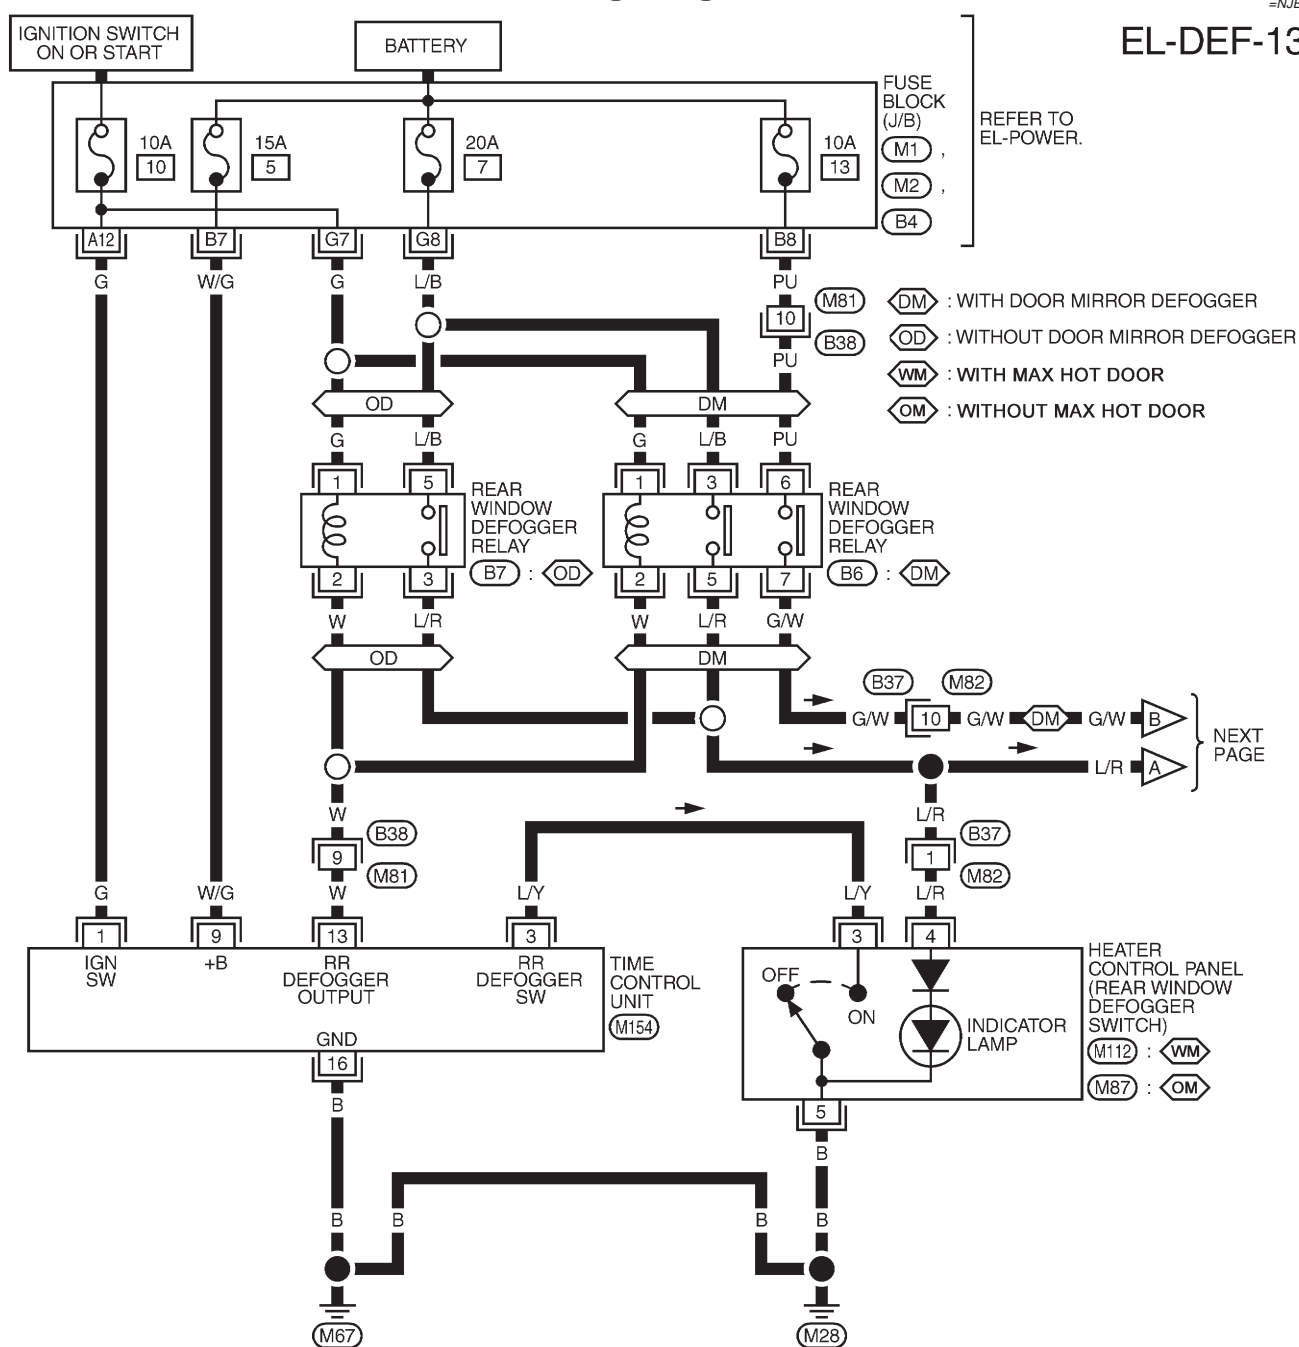 =NJE
EL-DEF-13
IGNITION SWITCH
ON OR START
BATTERY
FUSE
BLOCK
(J/B)
M1 ,
M2 ,
B4
REFER TO
EL-POWER.
10A
10
15A
5
20A
7
10A
13
A12 B7 G7 G8 B8
G W/G G L/B PU
M81
10
B38
PU
DM : WITH DOOR MIRROR DEFOGGER
OD : WITHOUT DOOR MIRROR DEFOGGER
WM : WITH MAX HOT DOOR
OM : WITHOUT MAX HOT DOOR
OD DM
G L/B G L/B PU
1 5 1 3 6
REAR
WINDOW
DEFOGGER
RELAY
B7 : OD
REAR
WINDOW
DEFOGGER
RELAY
B6 : DM
2 3 2 5 7
W L/R W L/R G/W
OD DM
B37 M82
G/W 10 G/W DM G/W B
L/R A
NEXT
PAGE
W L/R
B38
9
M81
B37
1
M82
G W/G W L/Y L/Y L/R
1 9 13 3 3 4
IGN
SW
+B
RR
DEFOGGER
OUTPUT
RR
DEFOGGER
SW
GND
16
TIME
CONTROL
UNIT
M154
OFF
ON
INDICATOR
LAMP
HEATER
CONTROL PANEL
(REAR WINDOW
DEFOGGER
SWITCH)
M112 : WM
M87 : OM
5
B B
B B B B
M67 M28